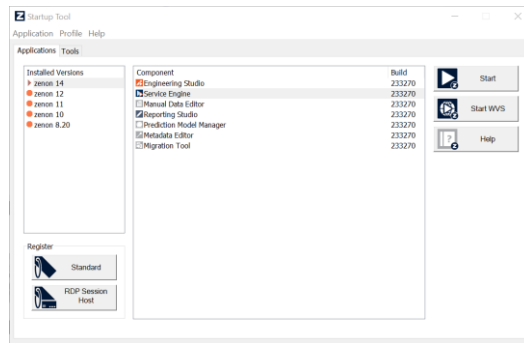 Startup Tool
Application Profile Help
Applications Tools
Installed Versions
zenon 14
zenon 12
zenon 11
zenon 10
zenon 8.20
Component Build
Engineering Studio 233270
Service Engine 233270
Manual Data Editor 233270
Reporting Studio 233270
Prediction Model Manager 233270
Metadata Editor 233270
Migration Tool 233270
Start
Start WVS
Help
Register
Standard
RDP Session
Host